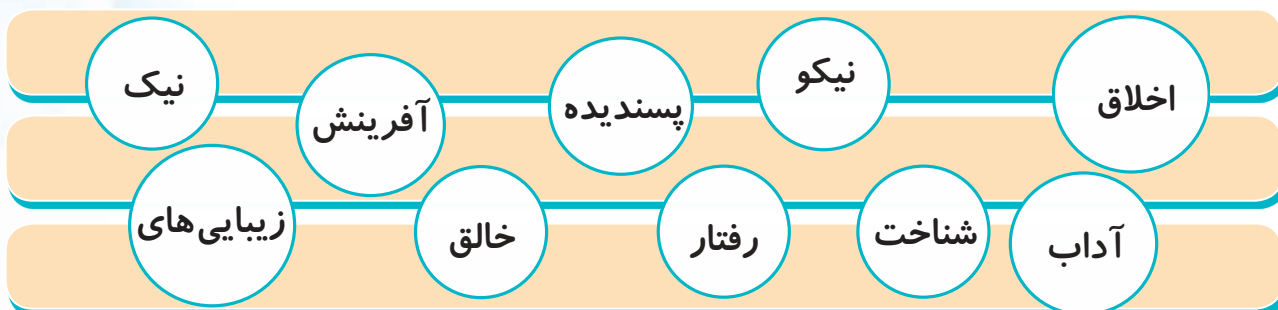 اخلاق
نیکو
پسندیده
آفرینش
نیک
آداب
شناخت
رفتار
خالق
زیبایی‌های